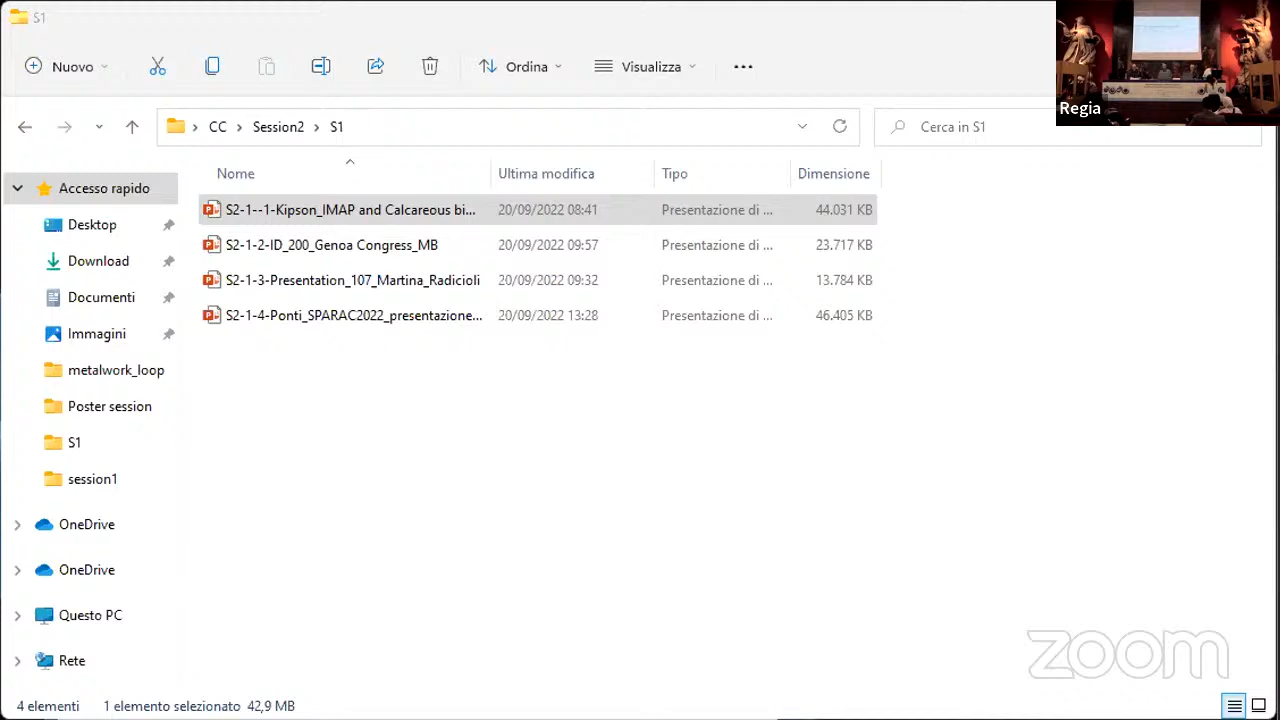 S1
Nuovo
Ordina
Visualizza
Regia
CC > Session2 > S1
Cerca in S1
Nome Ultima modifica Tipo Dimensione
S2-1--1-Kipson_IMAP and Calcareous bi... 20/09/2022 08:41 Presentazione di ... 44.031 KB
S2-1-2-ID_200_Genoa Congress_MB 20/09/2022 09:57 Presentazione di ... 23.717 KB
S2-1-3-Presentation_107_Martina_Radicioli 20/09/2022 09:32 Presentazione di ... 13.784 KB
S2-1-4-Ponti_SPARAC2022_presentazione... 20/09/2022 13:28 Presentazione di ... 46.405 KB
Accesso rapido
Desktop
Download
Documenti
Immagini
metalwork_loop
Poster session
S1
session1
OneDrive
OneDrive
Questo PC
Rete
zoom
4 elementi 1 elemento selezionato 42,9 MB